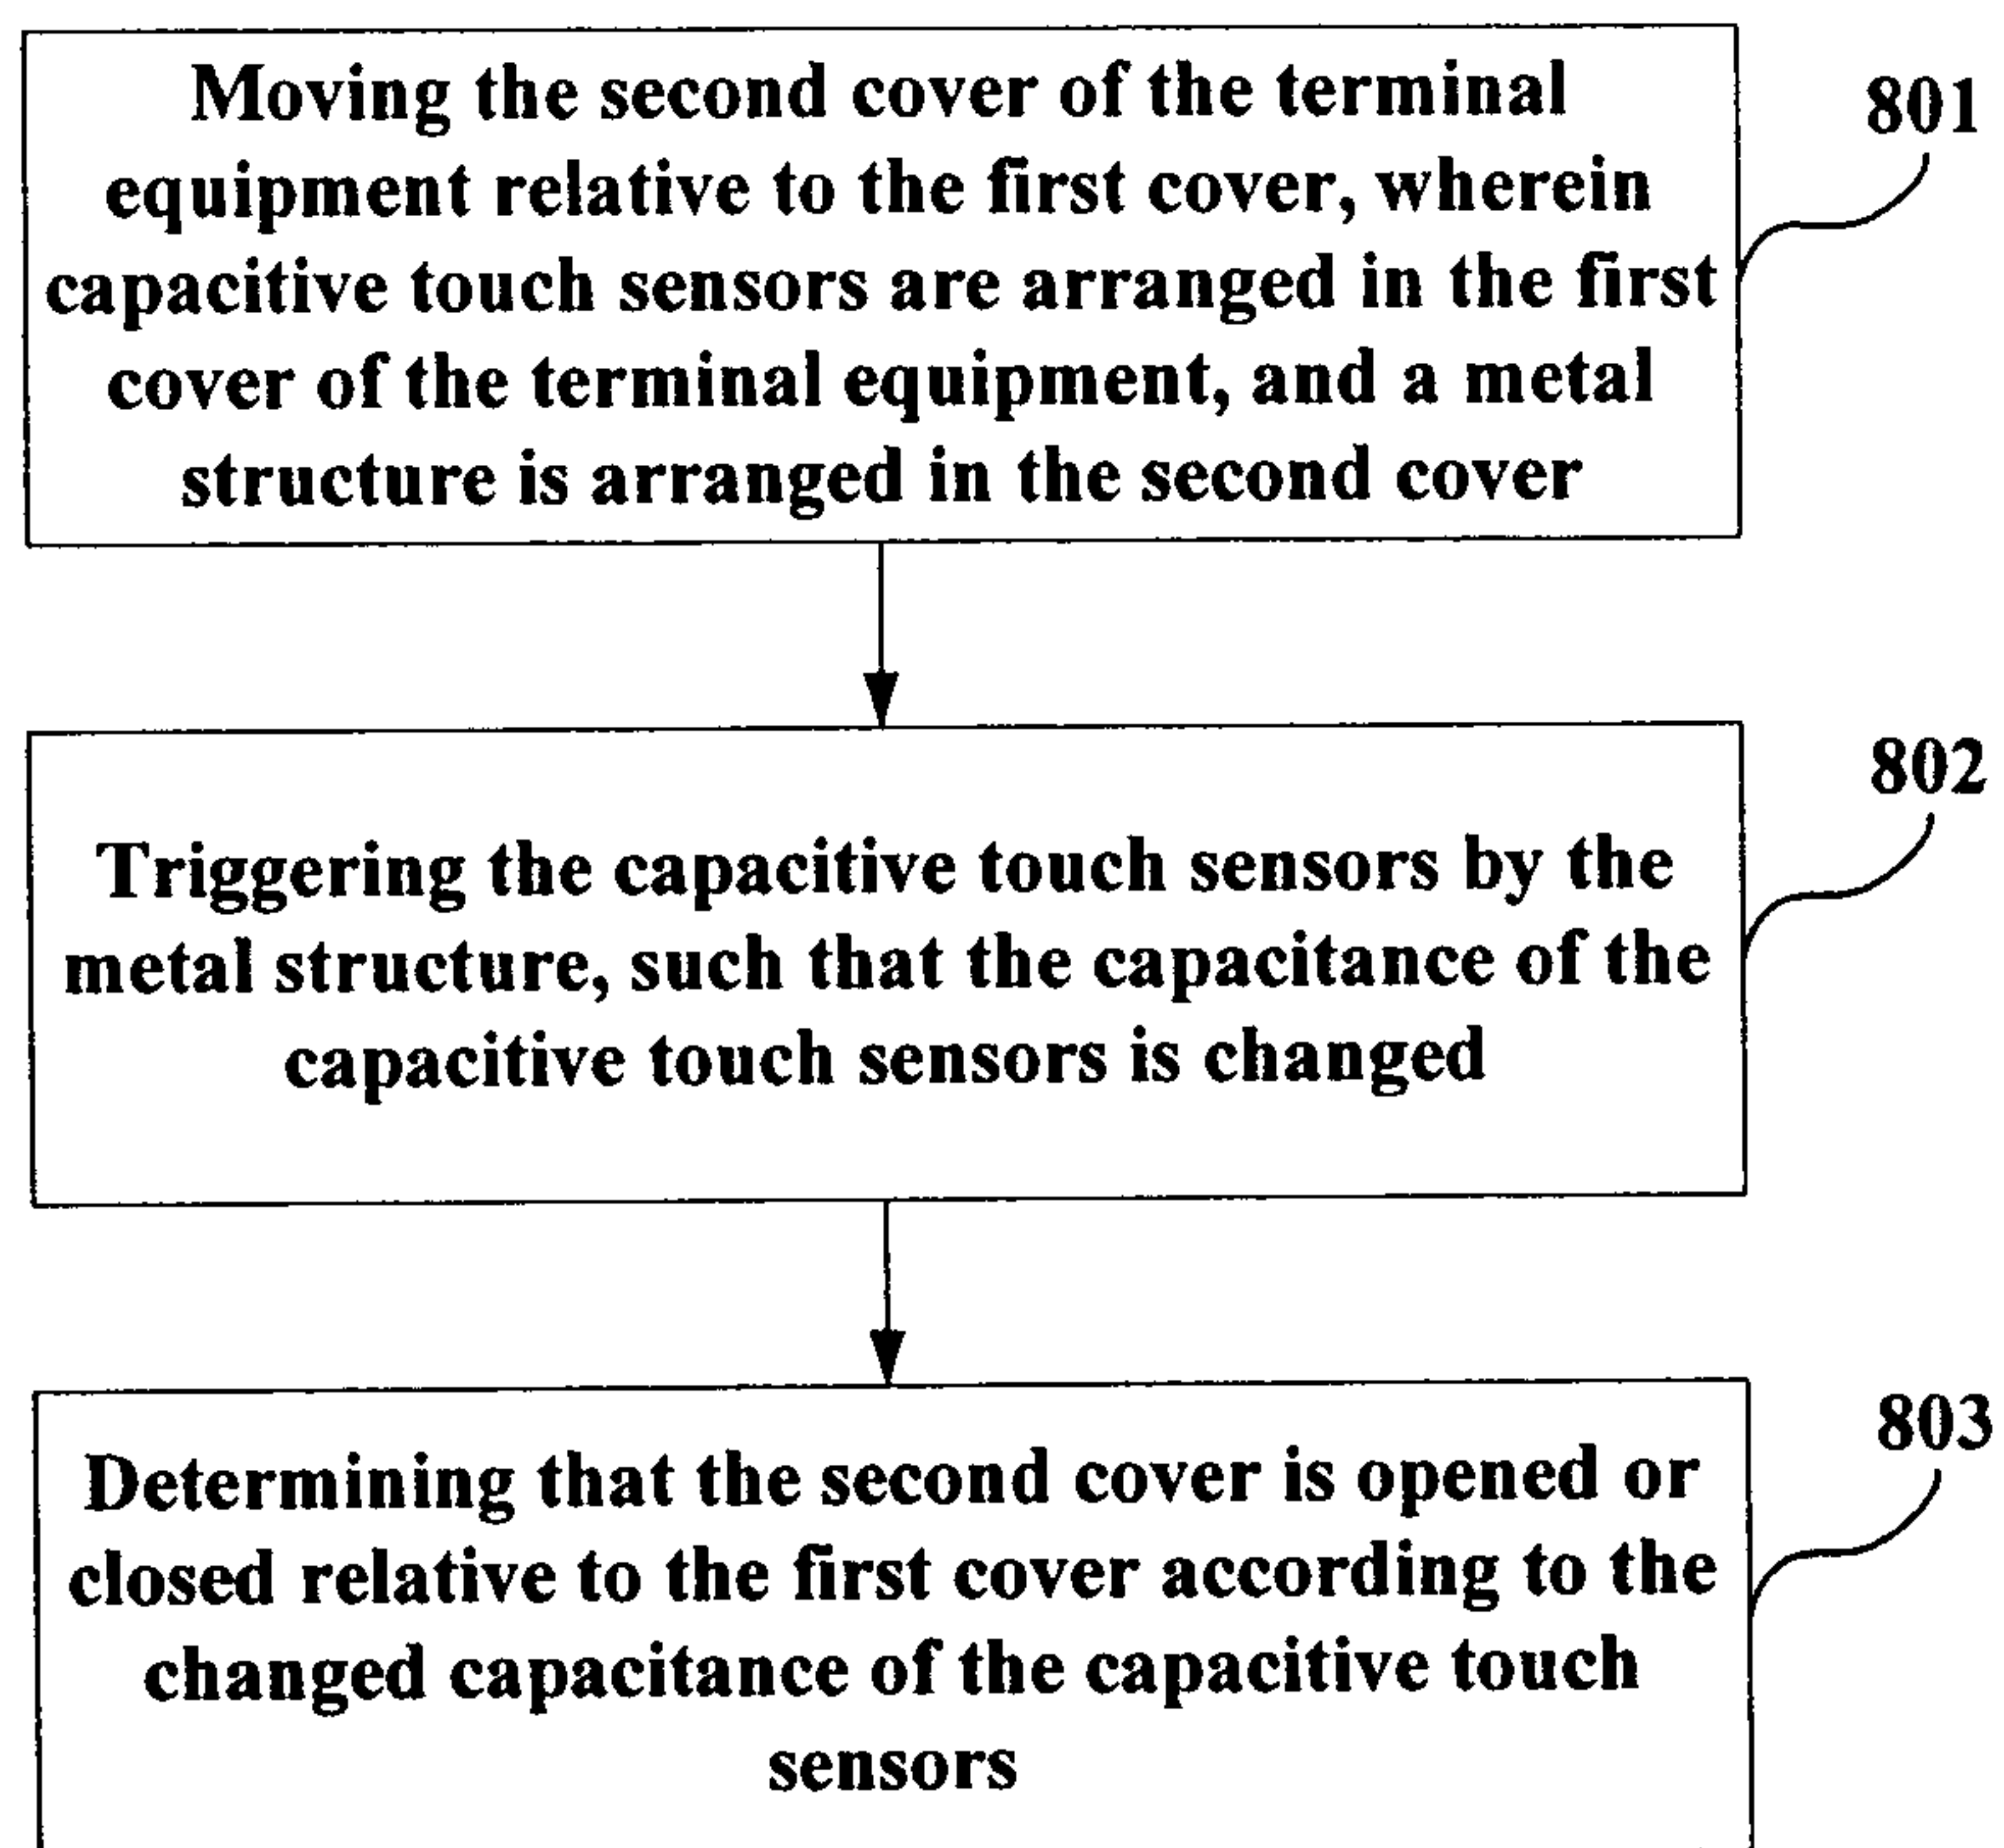 Moving the second cover of the terminal
equipment relative to the first cover, wherein
capacitive touch sensors are arranged in the first
cover of the terminal equipment, and a metal
structure is arranged in the second cover
801
Triggering the capacitive touch sensors by the
metal structure, such that the capacitance of the
capacitive touch sensors is changed
802
Determining that the second cover is opened or
closed relative to the first cover according to the
changed capacitance of the capacitive touch
sensors
803